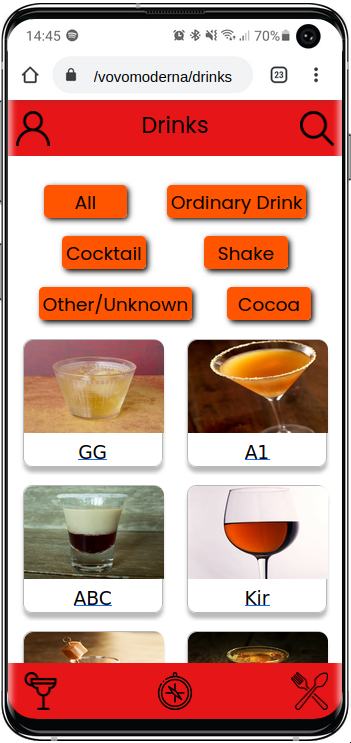 14:45 70%
/vovomoderna/drinks 23
Drinks
All Ordinary Drink
Cocktail Shake
Other/Unknown Cocoa
GG A1
ABC Kir